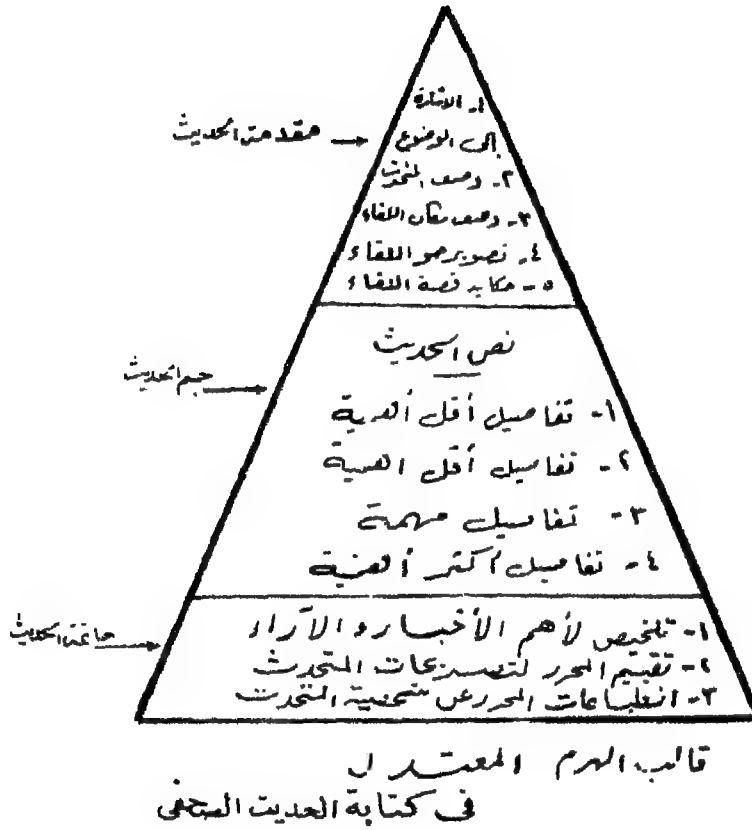 مقدمة الحديث
١- الإشارة
إلى الموضوع
٢- وصف المتحدث
٣- وصف مكان اللقاء
٤- تصوير جو اللقاء
٥- حكاية قصة اللقاء
جسم الحديث
نص الحديث
١- تفاصيل أقل أهمية
٢- تفاصيل أقل اهمية
٣- تفاصيل مهمة
٤- تفاصيل أكثر أهمية
خاتمة الحديث
١- تلخيص لأهم الأخبار والآراء
٢- تقييم المحرر لتصريحات المتحدث
٣- انطباعات المحرر عن شخصية المتحدث
قالب الهرم المعتدل
فى كتابة الحديث الصحفى